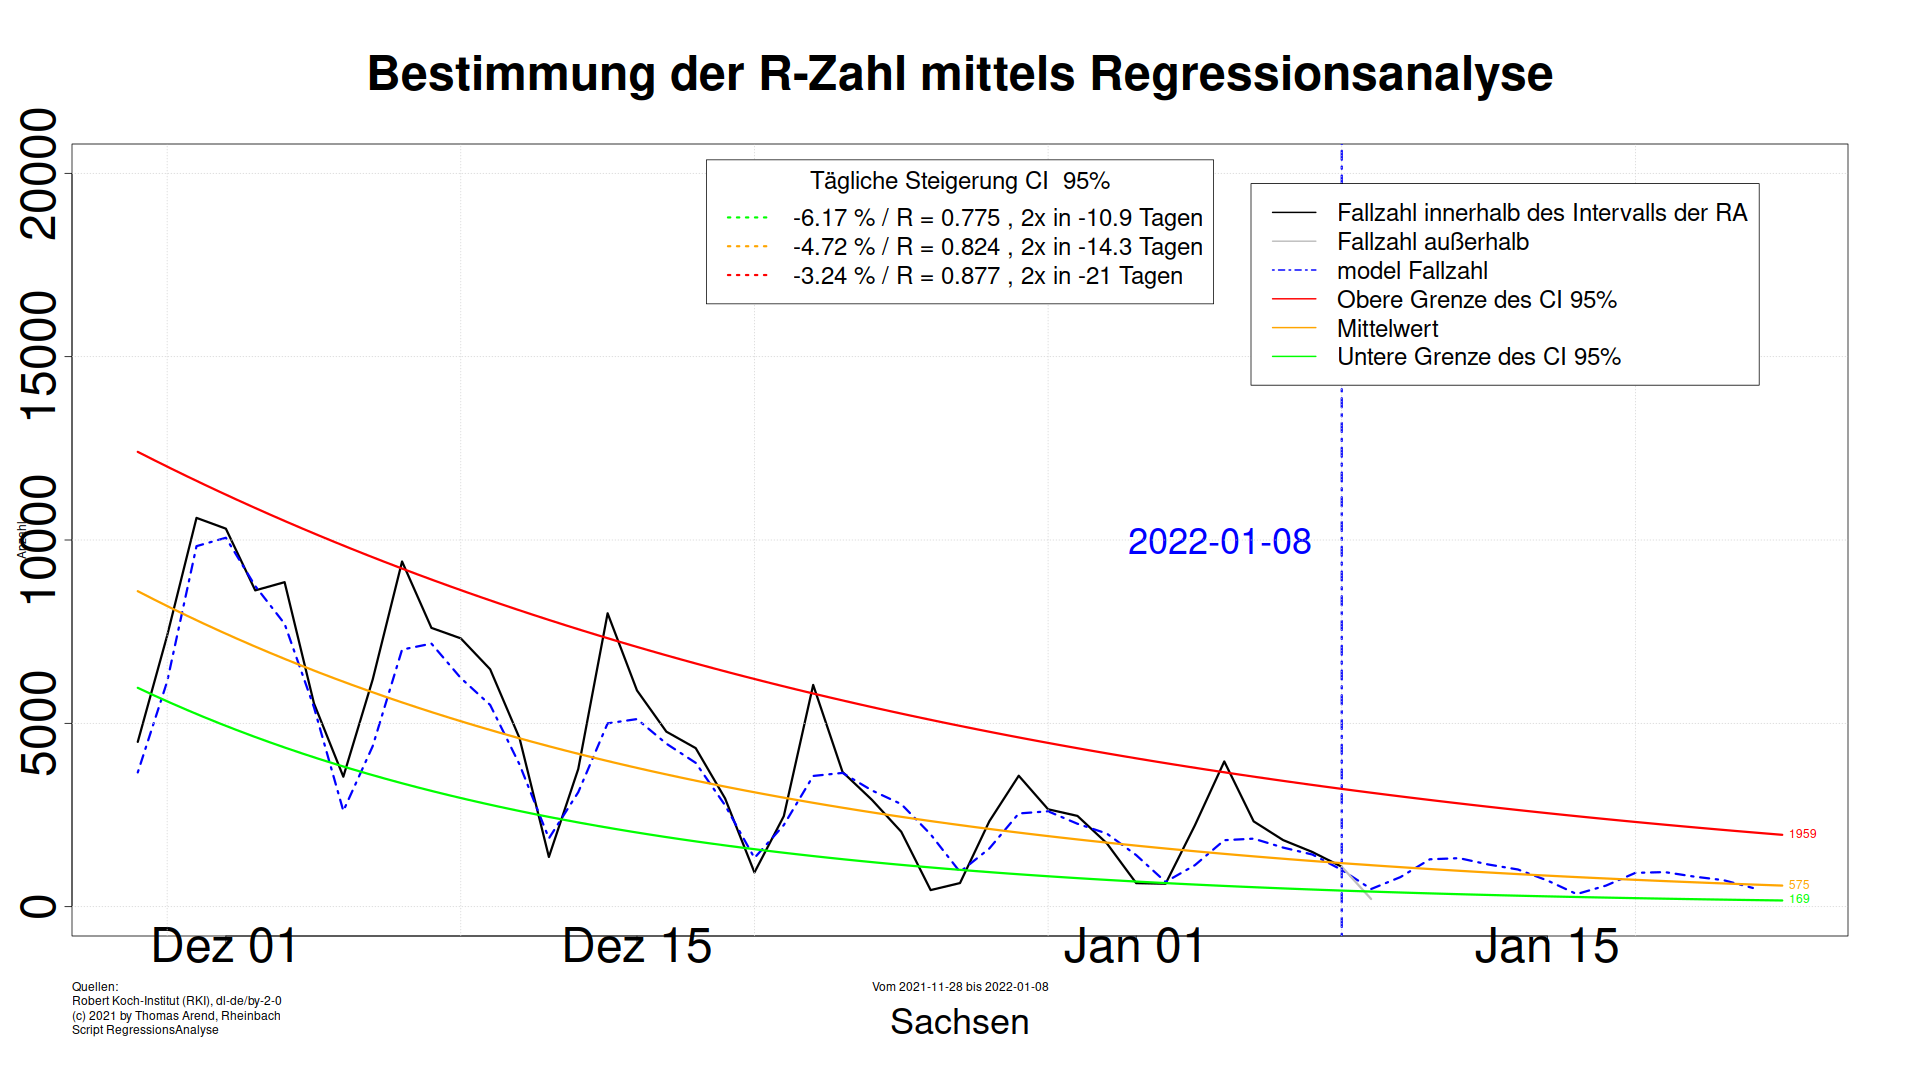 Bestimmung der R-Zahl mittels Regressionsanalyse
20000
15000
10000
5000
0
Anzahl
Tägliche Steigerung CI  95%
-6.17 % / R = 0.775 , 2x in -10.9 Tagen
-4.72 % / R = 0.824 , 2x in -14.3 Tagen
-3.24 % / R = 0.877 , 2x in -21 Tagen
Fallzahl innerhalb des Intervalls der RA
Fallzahl außerhalb
model Fallzahl
Obere Grenze des CI 95%
Mittelwert
Untere Grenze des CI 95%
2022-01-08
1959
575
169
Dez 01
Dez 15
Jan 01
Jan 15
Quellen:
Robert Koch-Institut (RKI), dl-de/by-2-0
(c) 2021 by Thomas Arend, Rheinbach
Script RegressionsAnalyse
Vom 2021-11-28 bis 2022-01-08
Sachsen